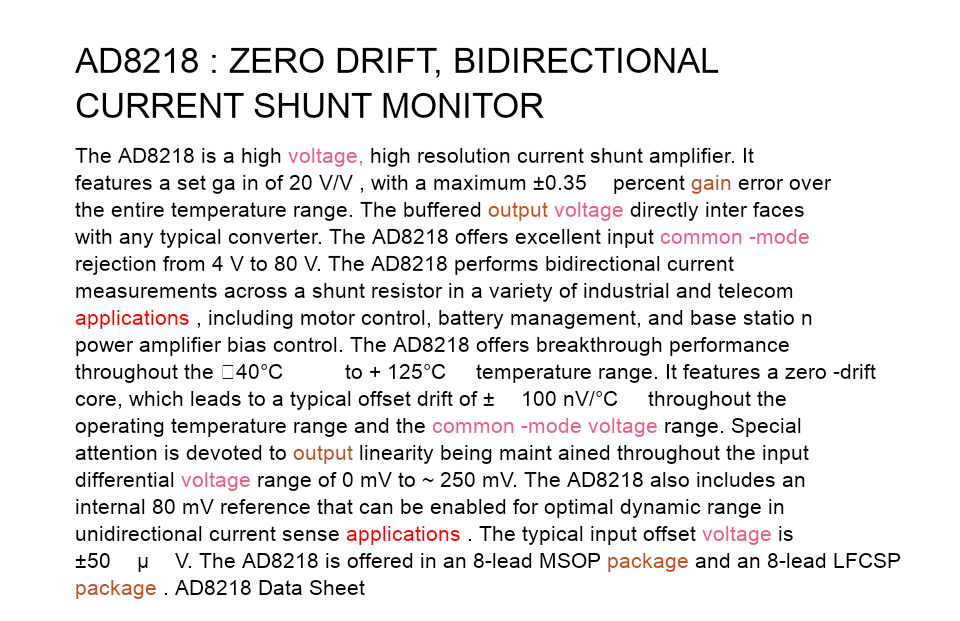 AD8218 : ZERO DRIFT, BIDIRECTIONAL
CURRENT SHUNT MONITOR
The AD8218 is a high voltage, high resolution current shunt amplifier. It
features a set ga in of 20 V/V , with a maximum ±0.35 percent gain error over
the entire temperature range. The buffered output voltage directly inter faces
with any typical converter. The AD8218 offers excellent input common -mode
rejection from 4 V to 80 V. The AD8218 performs bidirectional current
measurements across a shunt resistor in a variety of industrial and telecom
applications , including motor control, battery management, and base statio n
power amplifier bias control. The AD8218 offers breakthrough performance
throughout the □40°C to + 125°C temperature range. It features a zero -drift
core, which leads to a typical offset drift of ± 100 nV/°C throughout the
operating temperature range and the common -mode voltage range. Special
attention is devoted to output linearity being maint ained throughout the input
differential voltage range of 0 mV to ~ 250 mV. The AD8218 also includes an
internal 80 mV reference that can be enabled for optimal dynamic range in
unidirectional current sense applications . The typical input offset voltage is
±50 μ V. The AD8218 is offered in an 8-lead MSOP package and an 8-lead LFCSP
package . AD8218 Data Sheet